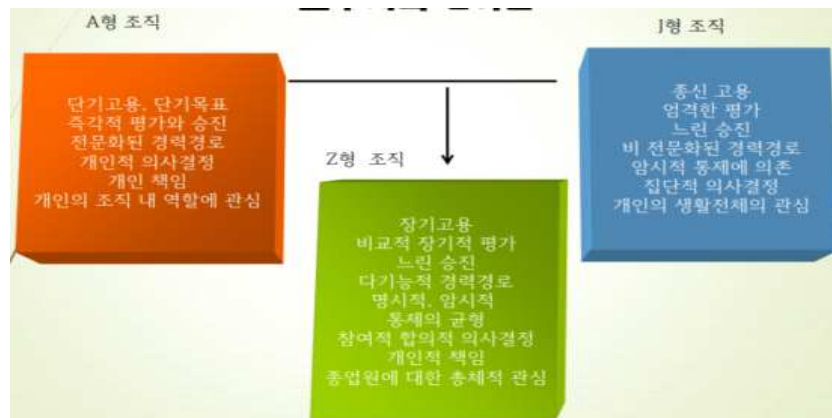 A형 조직
J형 조직
단기고용, 단기목표
즉각적 평가와 승진
전문화된 경력경로
개인적 의사결정
개인 책임
개인의 조직 내 역할에 관심
종신 고용
엄격한 평가
느린 승진
비 전문화된 경력경로
암시적 통제에 의존
집단적 의사결정
개인의 생활전체의 관심
Z형 조직
장기고용
비교적 장기적 평가
느린 승진
다기능적 경력경로
명시적, 암시적
통제의 균형
참여적 합의적 의사결정
개인적 책임
종업원에 대한 총체적 관심